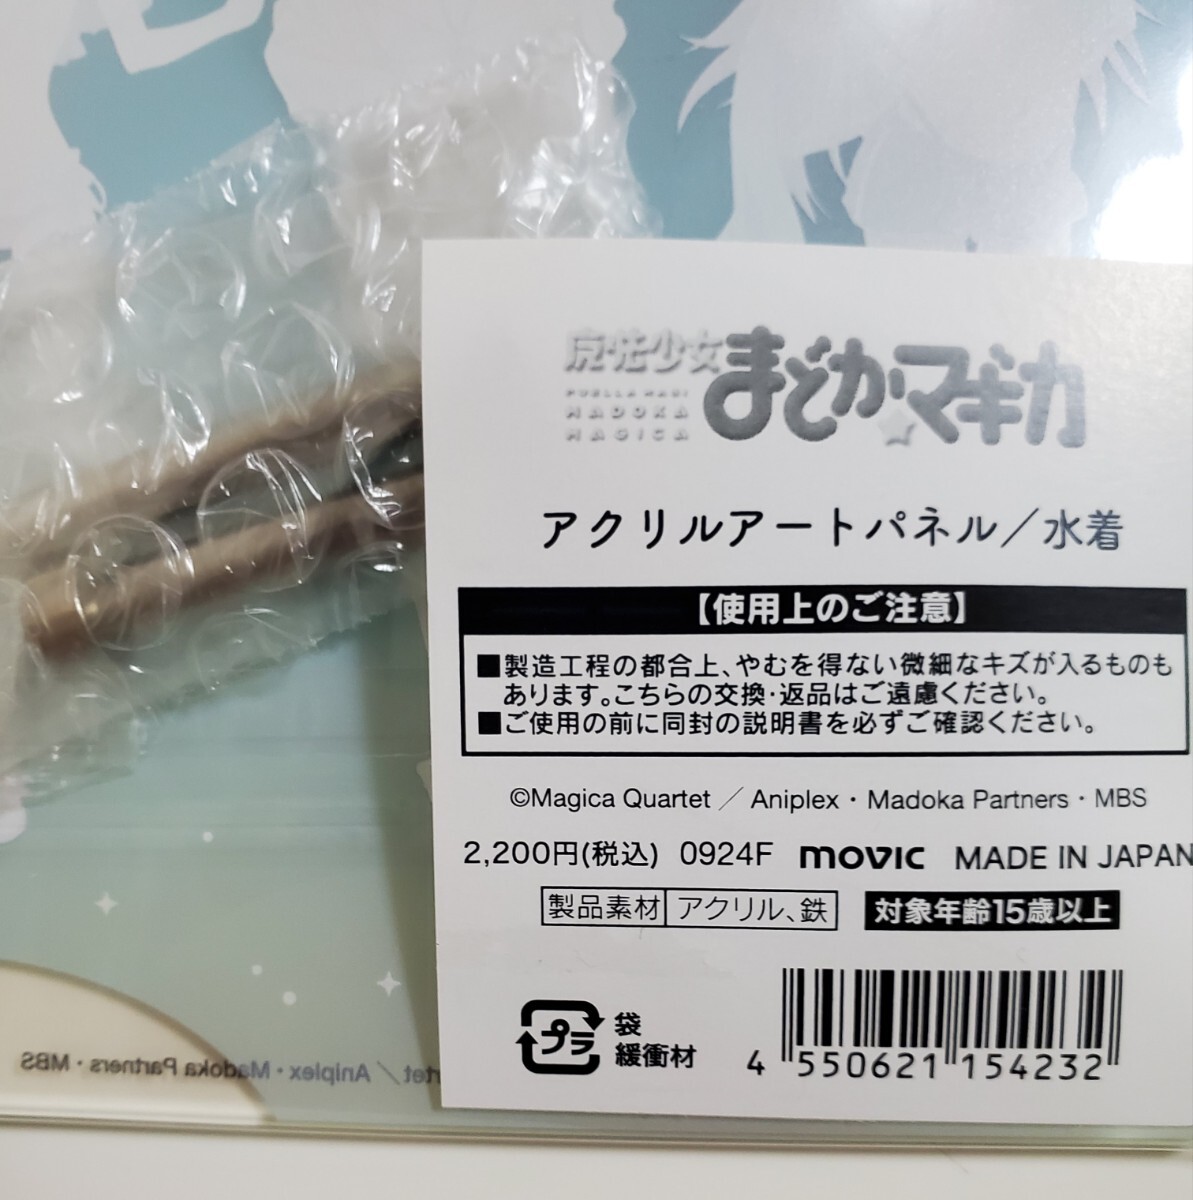 魔法少女
まどか☆マギカ
PUELLA MAGI
MADOKA
MAGICA
アクリルアートパネル／水着
【使用上のご注意】
■製造工程の都合上、やむを得ない微細なキズが入るものも
あります。こちらの交換・返品はご遠慮ください。
■ご使用の前に同封の説明書を必ずご確認ください。
©Magica Quartet／Aniplex・Madoka Partners・MBS
2,200円(税込) 0924F movic MADE IN JAPAN
製品素材 アクリル、鉄 対象年齢15歳以上
プラ
袋
緩衝材
4 550621 154232
rtet／Aniplex・Madoka Partners・MBS